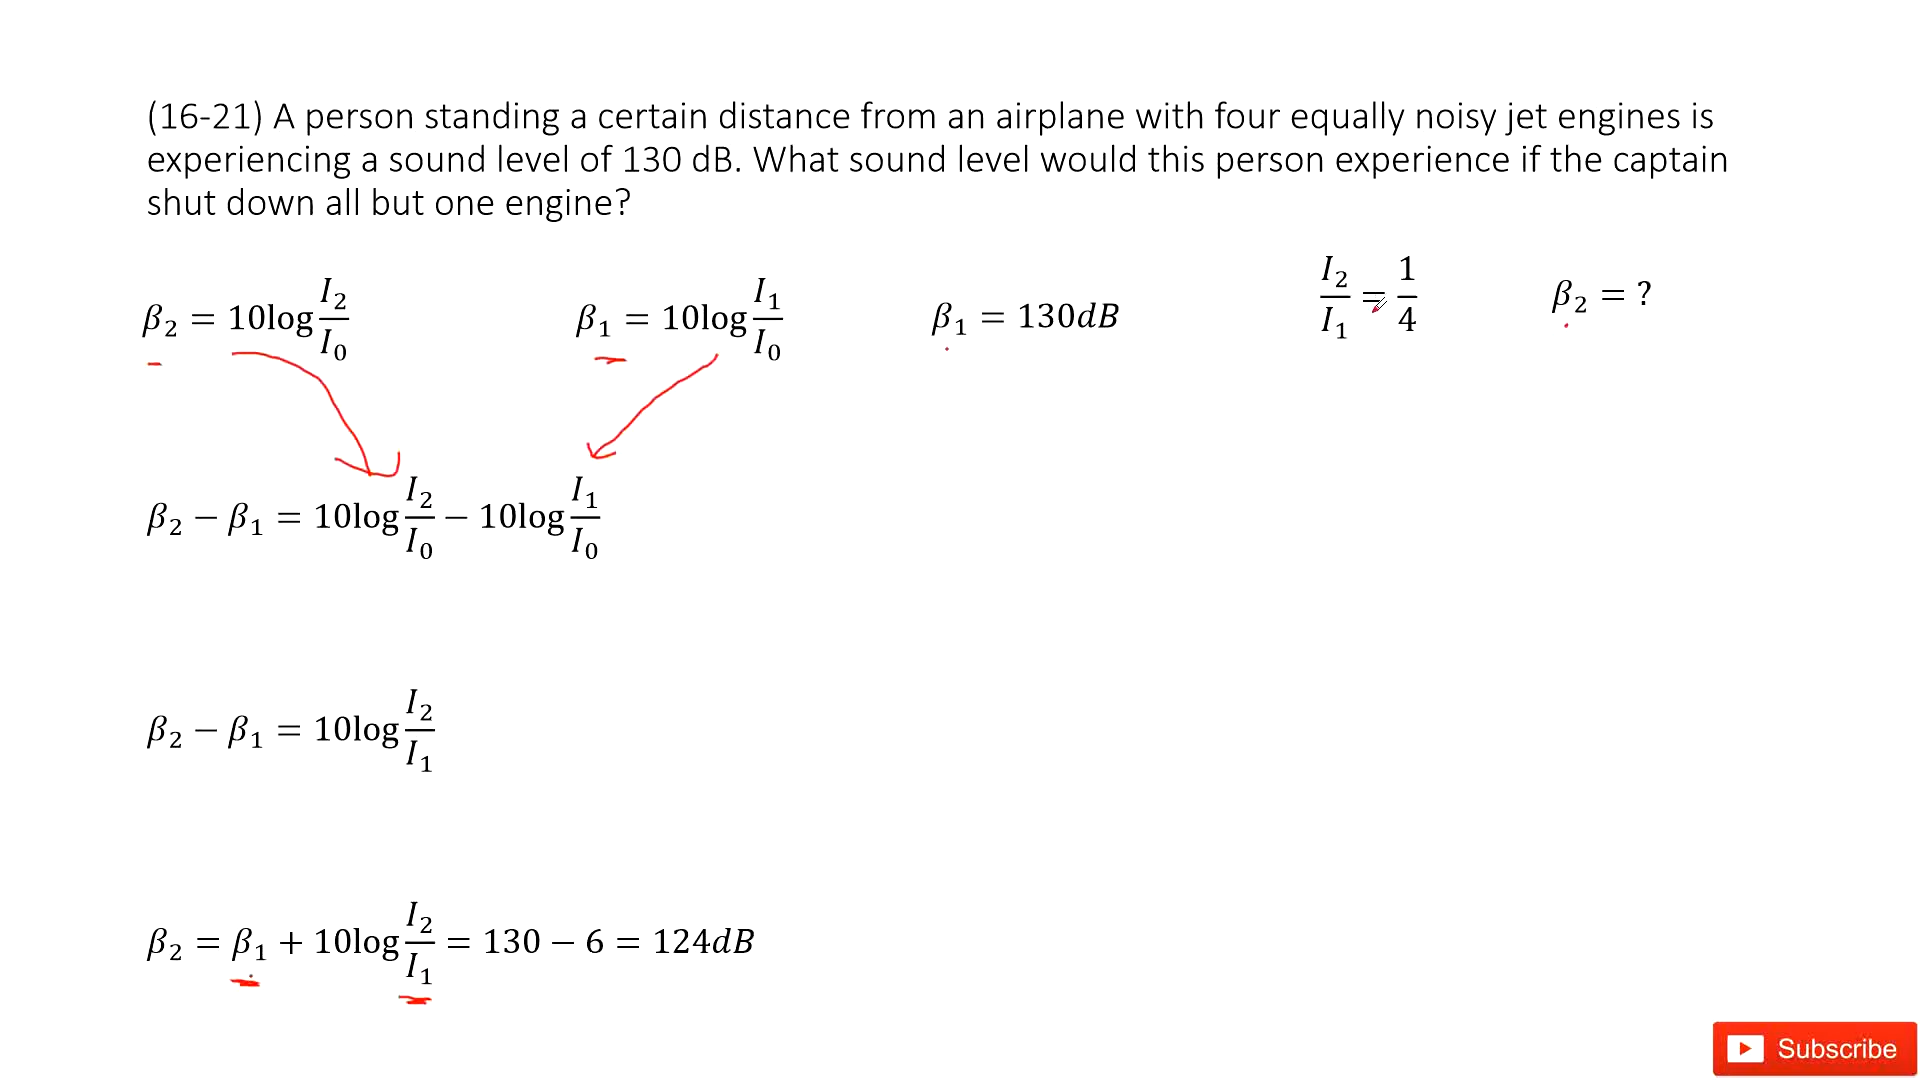 (16-21) A person standing a certain distance from an airplane with four equally noisy jet engines is
experiencing a sound level of 130 dB. What sound level would this person experience if the captain
shut down all but one engine?
β₂ = 10log I₂/I₀    β₁ = 10log I₁/I₀    β₁ = 130dB    I₂/I₁ = 1/4    β₂ = ?
β₂ − β₁ = 10log I₂/I₀ − 10log I₁/I₀
β₂ − β₁ = 10log I₂/I₁
β₂ = β₁ + 10log I₂/I₁ = 130 − 6 = 124dB
Subscribe